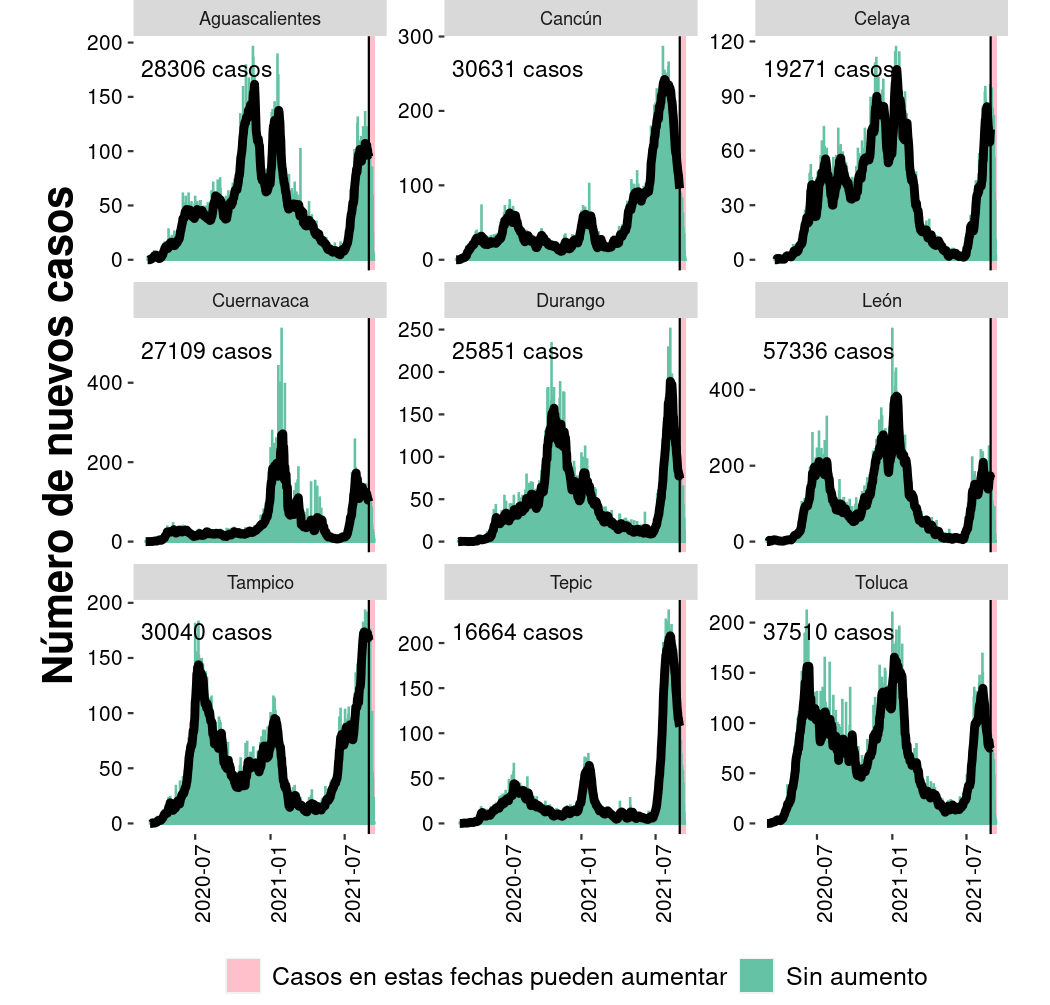 Número de nuevos casos
Aguascalientes
28306 casos
200
150
100
50
0
Cancún
30631 casos
300
200
100
0
Celaya
19271 casos
120
90
60
30
0
Cuernavaca
27109 casos
400
200
0
Durango
25851 casos
250
200
150
100
50
0
León
57336 casos
400
200
0
Tampico
30040 casos
200
150
100
50
0
Tepic
16664 casos
200
150
100
50
0
Toluca
37510 casos
200
150
100
50
0
2020-07
2021-01
2021-07
2020-07
2021-01
2021-07
2020-07
2021-01
2021-07
Casos en estas fechas pueden aumentar
Sin aumento